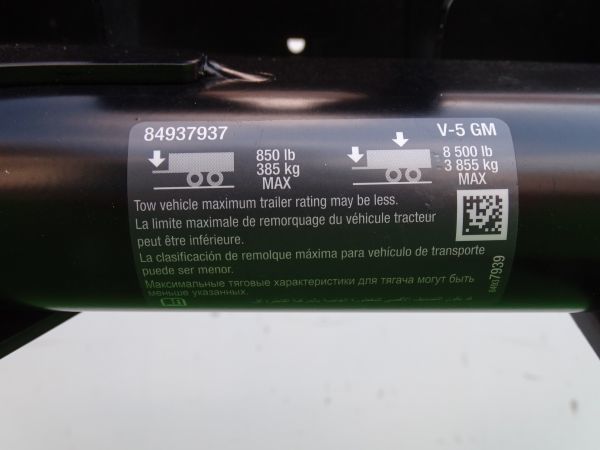 84937937
V-5 GM
850 lb
385 kg
MAX
8 500 lb
3 855 kg
MAX
Tow vehicle maximum trailer rating may be less.
La limite maximale de remorquage du véhicule tracteur
peut être inférieure.
La clasificación de remolque máxima para vehículo de transporte
puede ser menor.
Максимальные тяговые характеристики для тягача могут быть
меньше указанных.
84937939